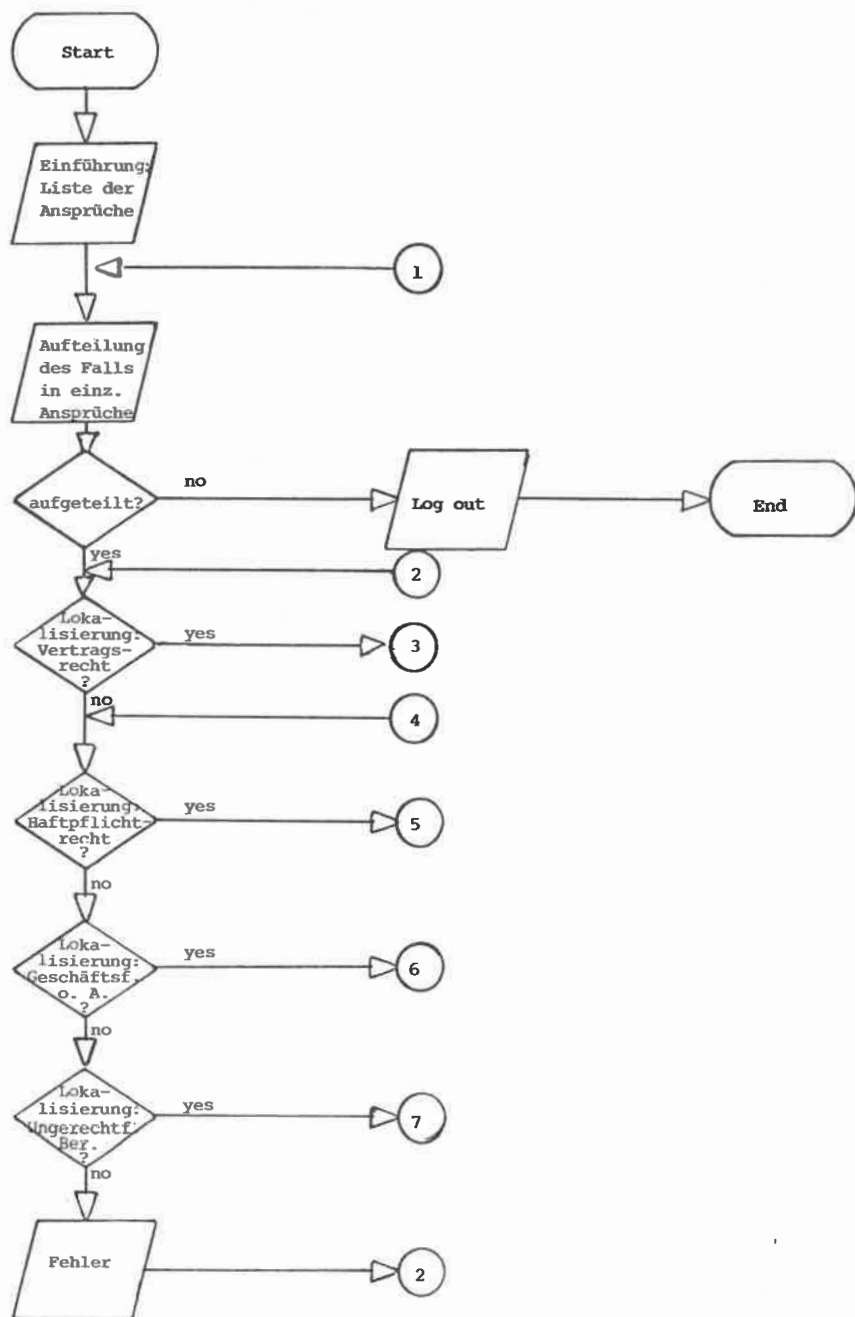 Start
Einführung:
Liste der
Ansprüche
1
Aufteilung
des Falls
in einz.
Ansprüche
aufgeteilt?
no
Log out
End
yes
2
Loka-
lisierung:
Vertrags-
recht
?
yes
3
no
4
Loka-
lisierung:
Haftpflicht-
recht
?
yes
5
no
Loka-
lisierung:
Geschäftsf.
o. A.
?
yes
6
no
Loka-
lisierung:
Ungerechtf.
Ber.
?
yes
7
no
Fehler
2